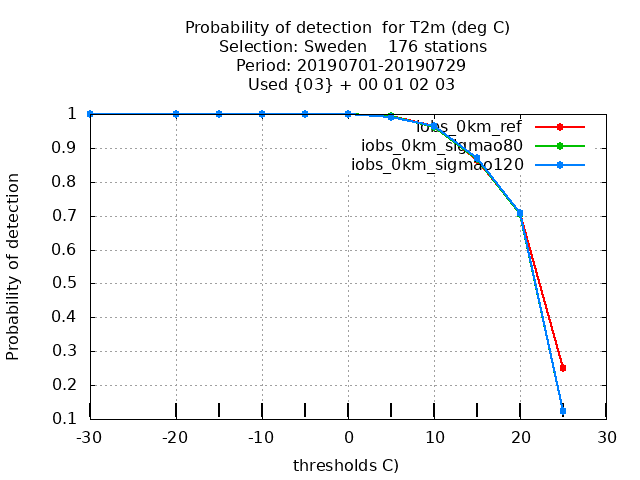 Probability of detection  for T2m (deg C)
Selection: Sweden    176 stations
Period: 20190701-20190729
Used {03} + 00 01 02 03
iobs_0km_ref
iobs_0km_sigmao80
iobs_0km_sigmao120
Probability of detection
1
0.9
0.8
0.7
0.6
0.5
0.4
0.3
0.2
0.1
-30 -20 -10 0 10 20 30
thresholds C)